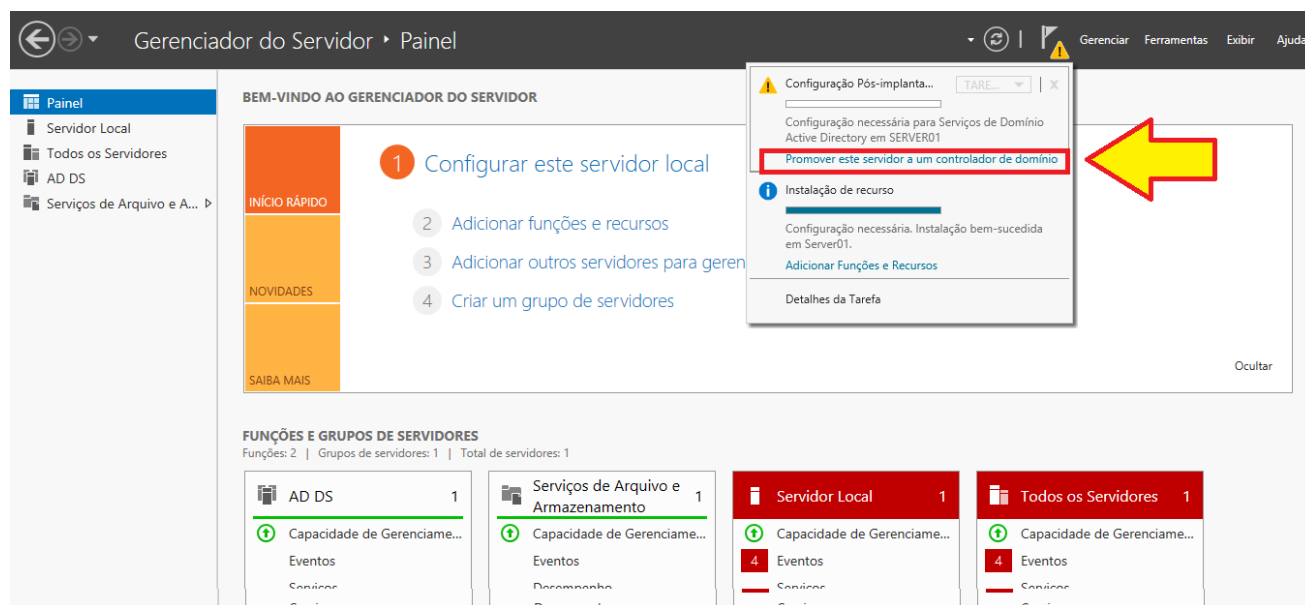 Gerenciador do Servidor ‣ Painel
Gerenciar Ferramentas Exibir Ajuda
Painel
Servidor Local
Todos os Servidores
AD DS
Serviços de Arquivo e A...
BEM-VINDO AO GERENCIADOR DO SERVIDOR
INÍCIO RÁPIDO
NOVIDADES
SAIBA MAIS
1 Configurar este servidor local
2 Adicionar funções e recursos
3 Adicionar outros servidores para geren
4 Criar um grupo de servidores
Configuração Pós-implanta... TARE... X
Configuração necessária para Serviços de Domínio
Active Directory em SERVER01
Promover este servidor a um controlador de domínio
Instalação de recurso
Configuração necessária. Instalação bem-sucedida
em Server01.
Adicionar Funções e Recursos
Detalhes da Tarefa
Ocultar
FUNÇÕES E GRUPOS DE SERVIDORES
Funções: 2 | Grupos de servidores: 1 | Total de servidores: 1
AD DS 1
Capacidade de Gerenciame...
Eventos
Serviços
Serviços de Arquivo e
Armazenamento 1
Capacidade de Gerenciame...
Eventos
Desempenho
Servidor Local 1
Capacidade de Gerenciame...
4 Eventos
Serviços
Todos os Servidores 1
Capacidade de Gerenciame...
4 Eventos
Serviços